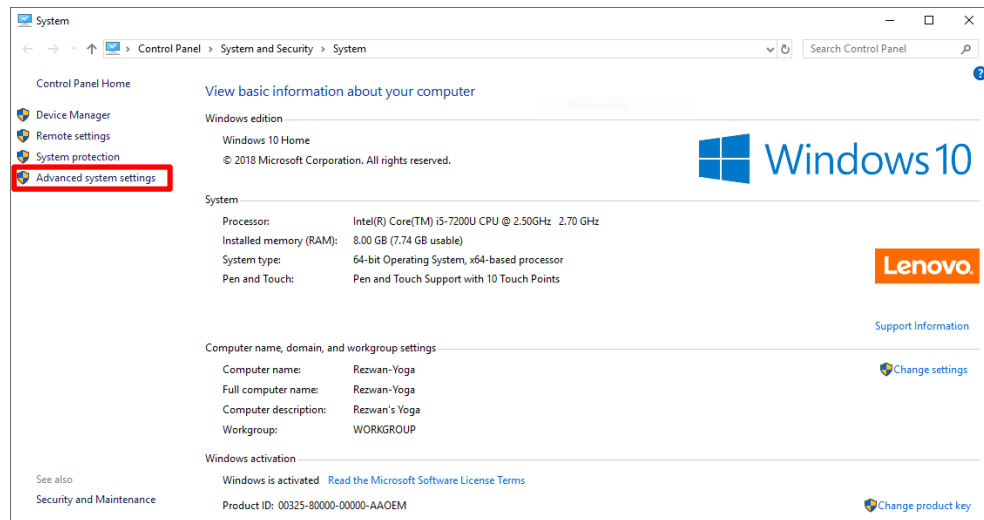 System
Control Panel > System and Security > System
Search Control Panel
?
Control Panel Home
Device Manager
Remote settings
System protection
Advanced system settings
View basic information about your computer
Windows edition
Windows 10 Home
© 2018 Microsoft Corporation. All rights reserved.
Windows 10
System
Processor: Intel(R) Core(TM) i5-7200U CPU @ 2.50GHz 2.70 GHz
Installed memory (RAM): 8.00 GB (7.74 GB usable)
System type: 64-bit Operating System, x64-based processor
Pen and Touch: Pen and Touch Support with 10 Touch Points
Lenovo.
Support Information
Computer name, domain, and workgroup settings
Computer name: Rezwan-Yoga
Change settings
Full computer name: Rezwan-Yoga
Computer description: Rezwan's Yoga
Workgroup: WORKGROUP
Windows activation
Windows is activated Read the Microsoft Software License Terms
Product ID: 00325-80000-00000-AAOEM
Change product key
See also
Security and Maintenance